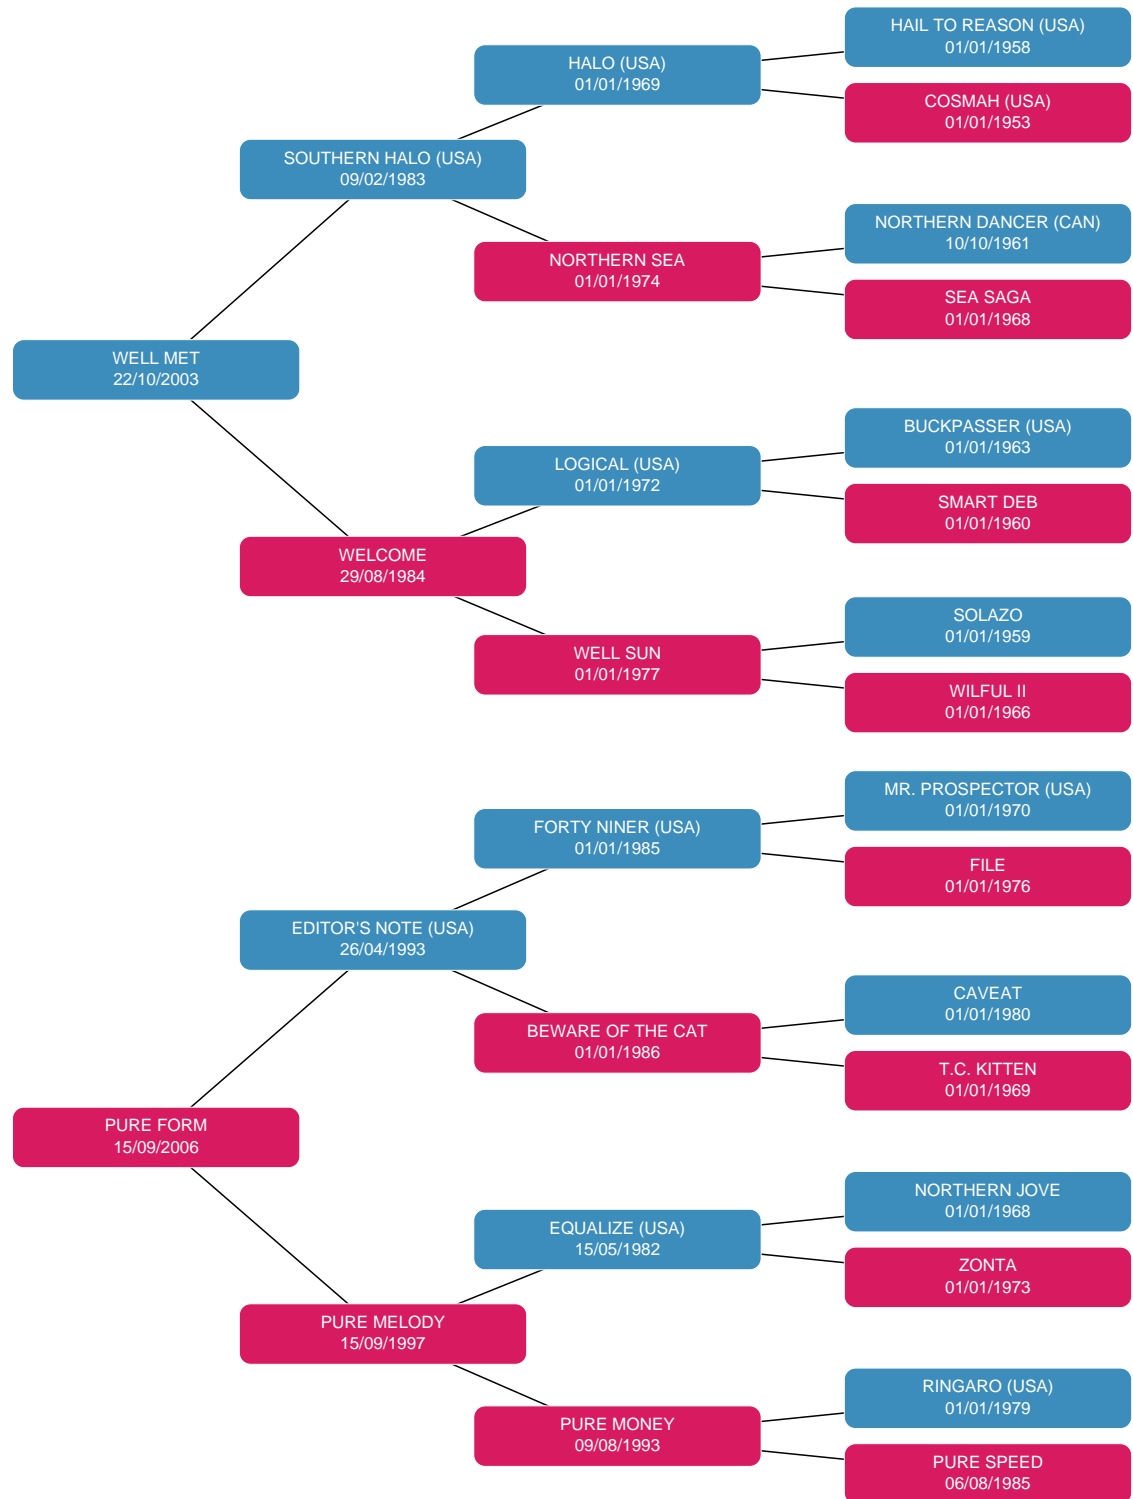 HAIL TO REASON (USA)
01/01/1958
HALO (USA)
01/01/1969
COSMAH (USA)
01/01/1953
SOUTHERN HALO (USA)
09/02/1983
NORTHERN DANCER (CAN)
10/10/1961
NORTHERN SEA
01/01/1974
SEA SAGA
01/01/1968
WELL MET
22/10/2003
BUCKPASSER (USA)
01/01/1963
LOGICAL (USA)
01/01/1972
SMART DEB
01/01/1960
WELCOME
29/08/1984
SOLAZO
01/01/1959
WELL SUN
01/01/1977
WILFUL II
01/01/1966
MR. PROSPECTOR (USA)
01/01/1970
FORTY NINER (USA)
01/01/1985
FILE
01/01/1976
EDITOR'S NOTE (USA)
26/04/1993
CAVEAT
01/01/1980
BEWARE OF THE CAT
01/01/1986
T.C. KITTEN
01/01/1969
PURE FORM
15/09/2006
NORTHERN JOVE
01/01/1968
EQUALIZE (USA)
15/05/1982
ZONTA
01/01/1973
PURE MELODY
15/09/1997
RINGARO (USA)
01/01/1979
PURE MONEY
09/08/1993
PURE SPEED
06/08/1985